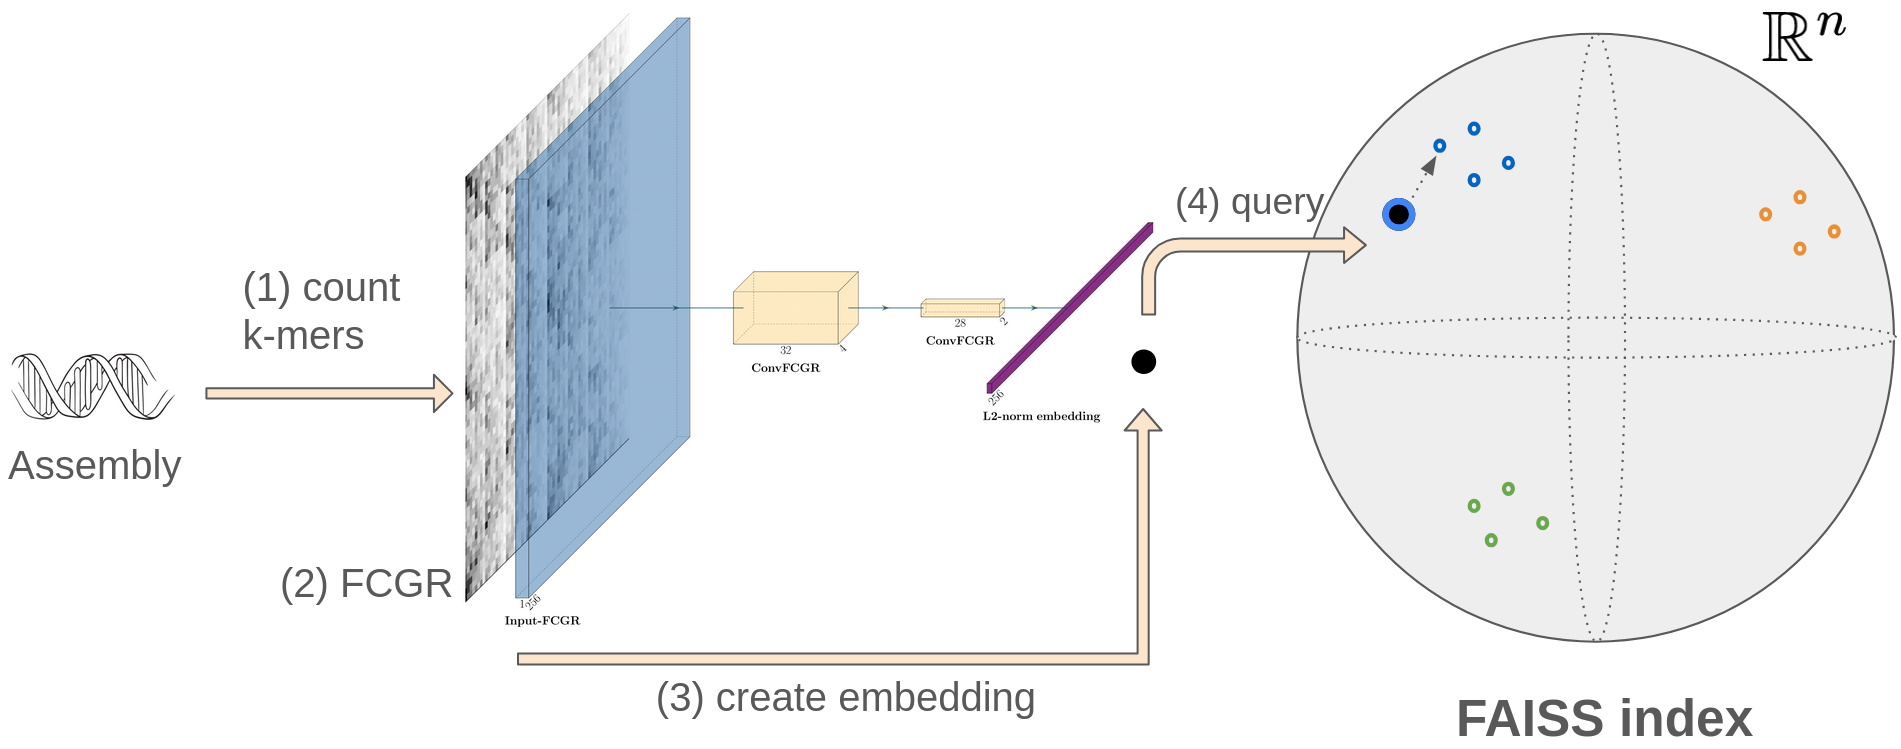 ℝⁿ
(1) count
k-mers
Assembly
(2) FCGR
1
256
Input-FCGR
32
4
ConvFCGR
28
2
ConvFCGR
256
L2-norm embedding
(3) create embedding
(4) query
FAISS index